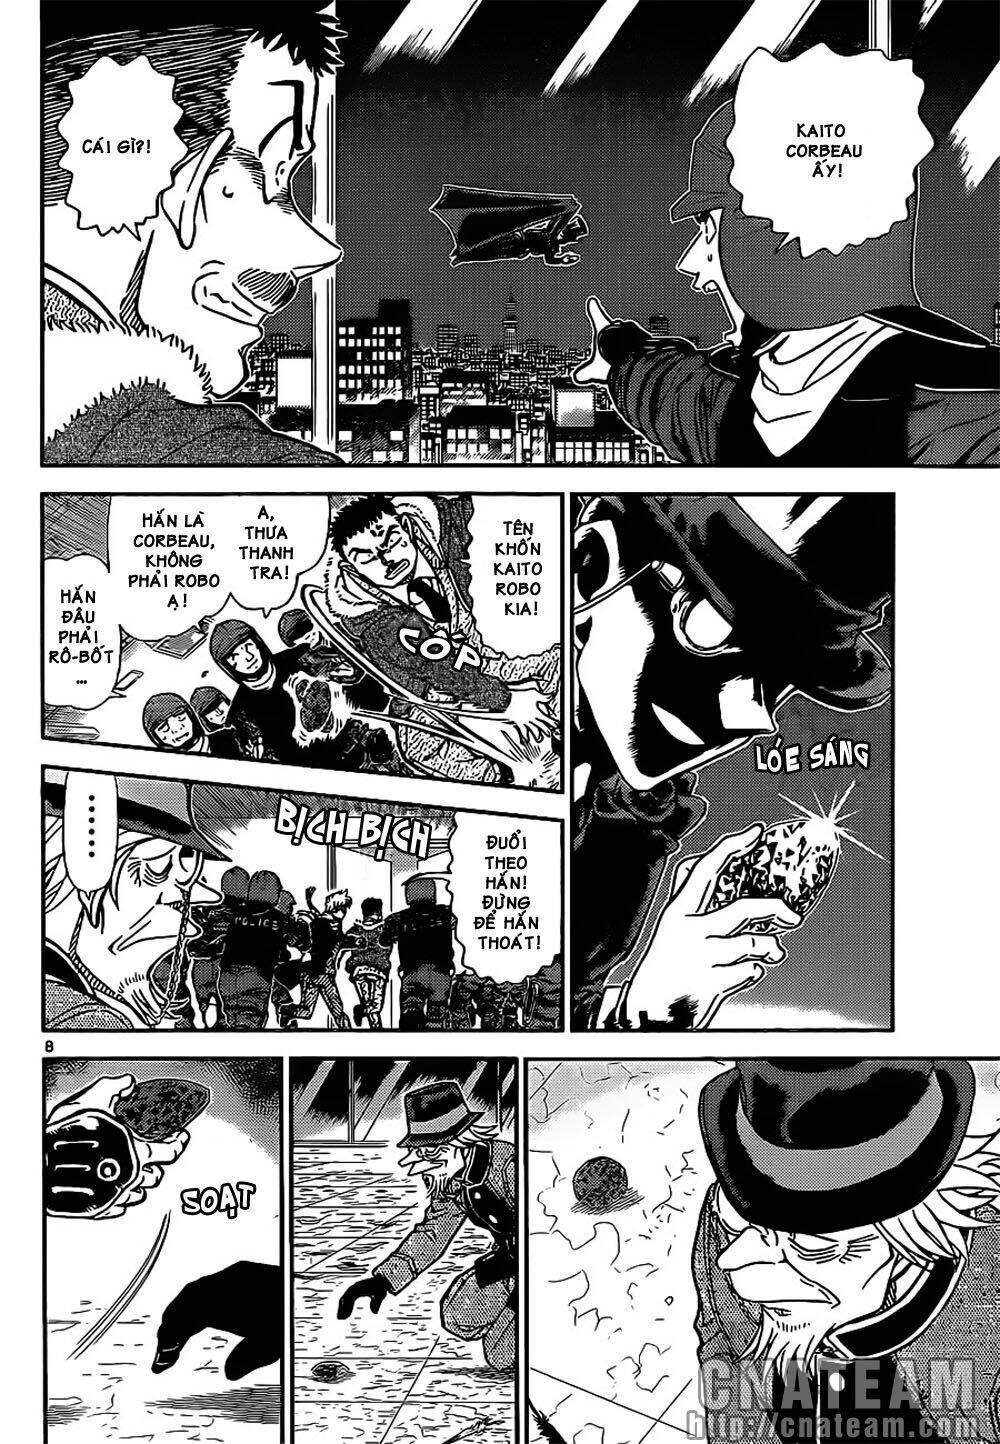 KAITO
CORBEAU
ẤY!
CÁI GÌ?!
TÊN
KHỐN
KAITO
ROBO
KIA!
A,
THƯA
THANH
TRA!
HẮN LÀ
CORBEAU,
KHÔNG
PHẢI ROBO
Ạ!
HẮN
ĐÂU
PHẢI
RÔ-BỐT
...
CỐP
LÓE SÁNG
ĐUỔI
THEO
HẮN!
ĐỪNG
ĐỂ HẮN
THOÁT!
BỊCH BỊCH
POLICE
......
8
SOẠT
CNATEAM
http://cnateam.com/